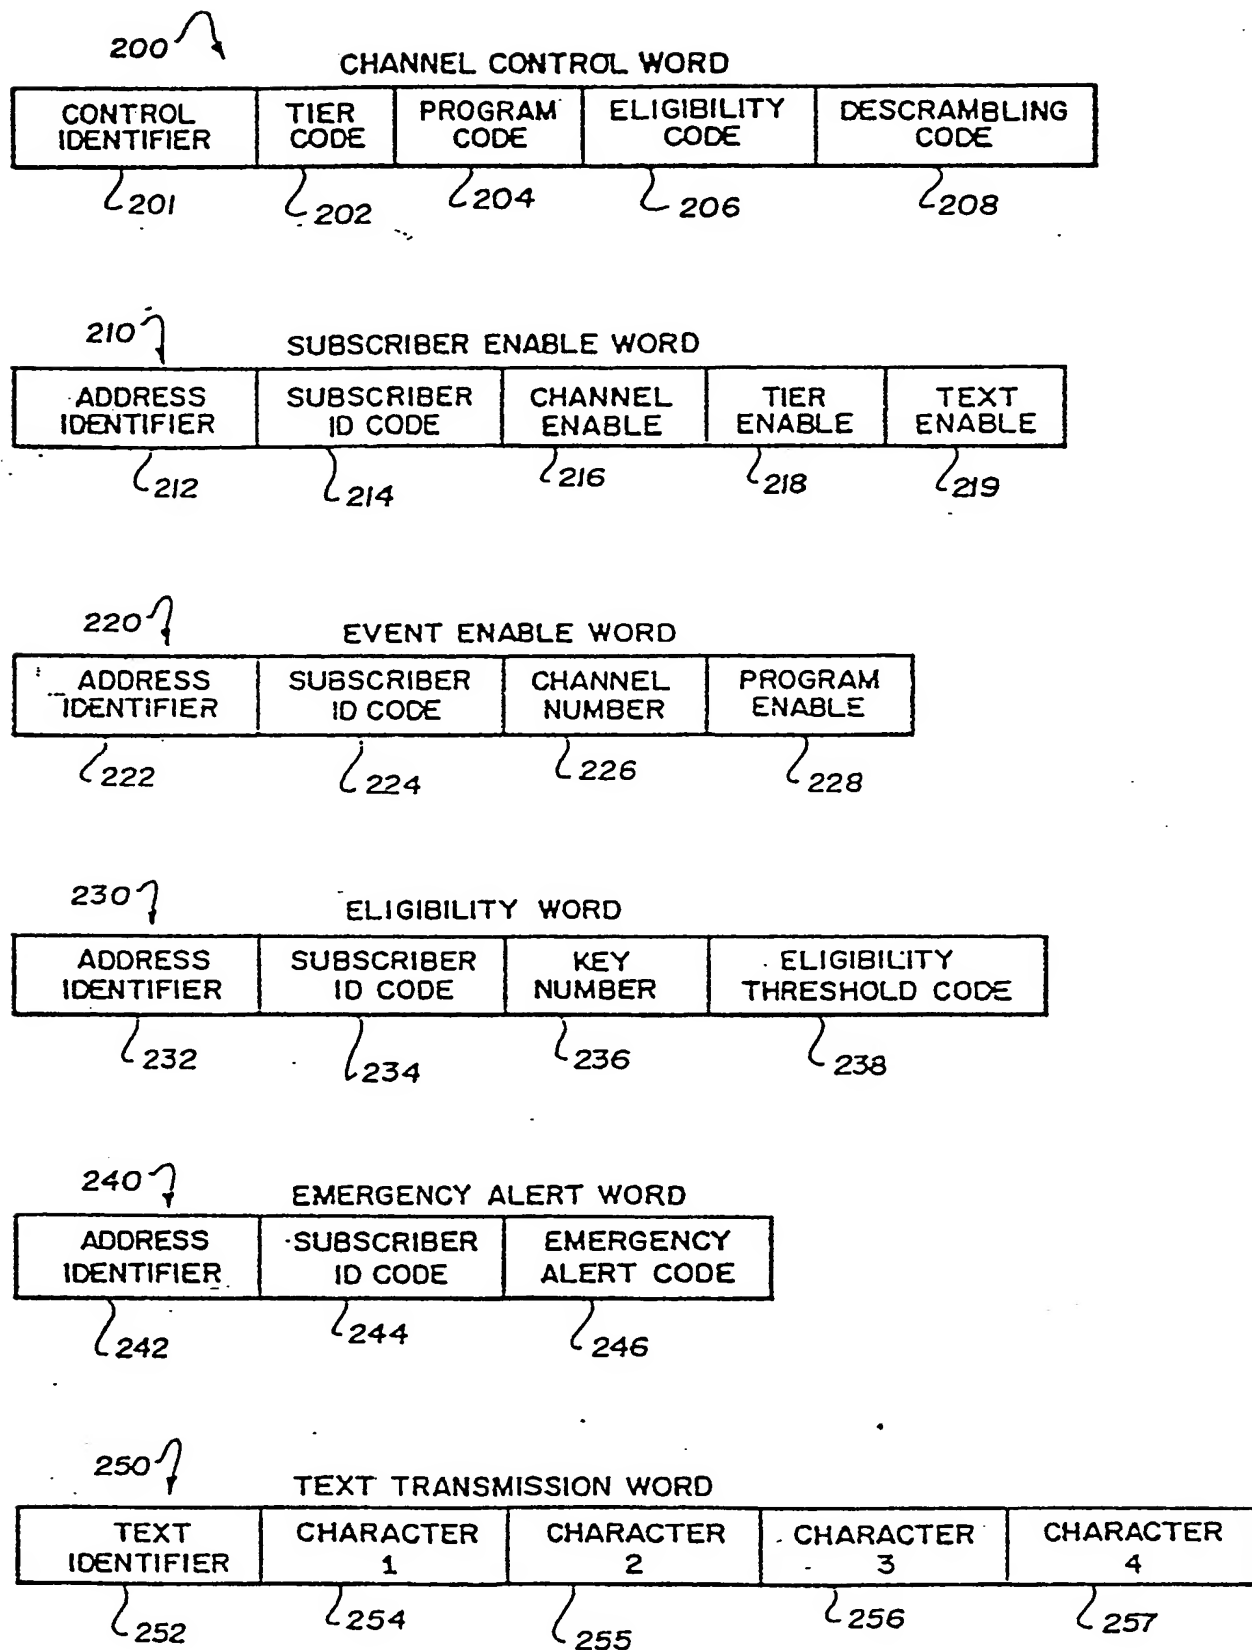 200
CHANNEL CONTROL WORD
CONTROL IDENTIFIER
TIER CODE
PROGRAM CODE
ELIGIBILITY CODE
DESCRAMBLING CODE
201
202
204
206
208
210
SUBSCRIBER ENABLE WORD
ADDRESS IDENTIFIER
SUBSCRIBER ID CODE
CHANNEL ENABLE
TIER ENABLE
TEXT ENABLE
212
214
216
218
219
220
EVENT ENABLE WORD
ADDRESS IDENTIFIER
SUBSCRIBER ID CODE
CHANNEL NUMBER
PROGRAM ENABLE
222
224
226
228
230
ELIGIBILITY WORD
ADDRESS IDENTIFIER
SUBSCRIBER ID CODE
KEY NUMBER
ELIGIBILITY THRESHOLD CODE
232
234
236
238
240
EMERGENCY ALERT WORD
ADDRESS IDENTIFIER
SUBSCRIBER ID CODE
EMERGENCY ALERT CODE
242
244
246
250
TEXT TRANSMISSION WORD
TEXT IDENTIFIER
CHARACTER 1
CHARACTER 2
CHARACTER 3
CHARACTER 4
252
254
255
256
257